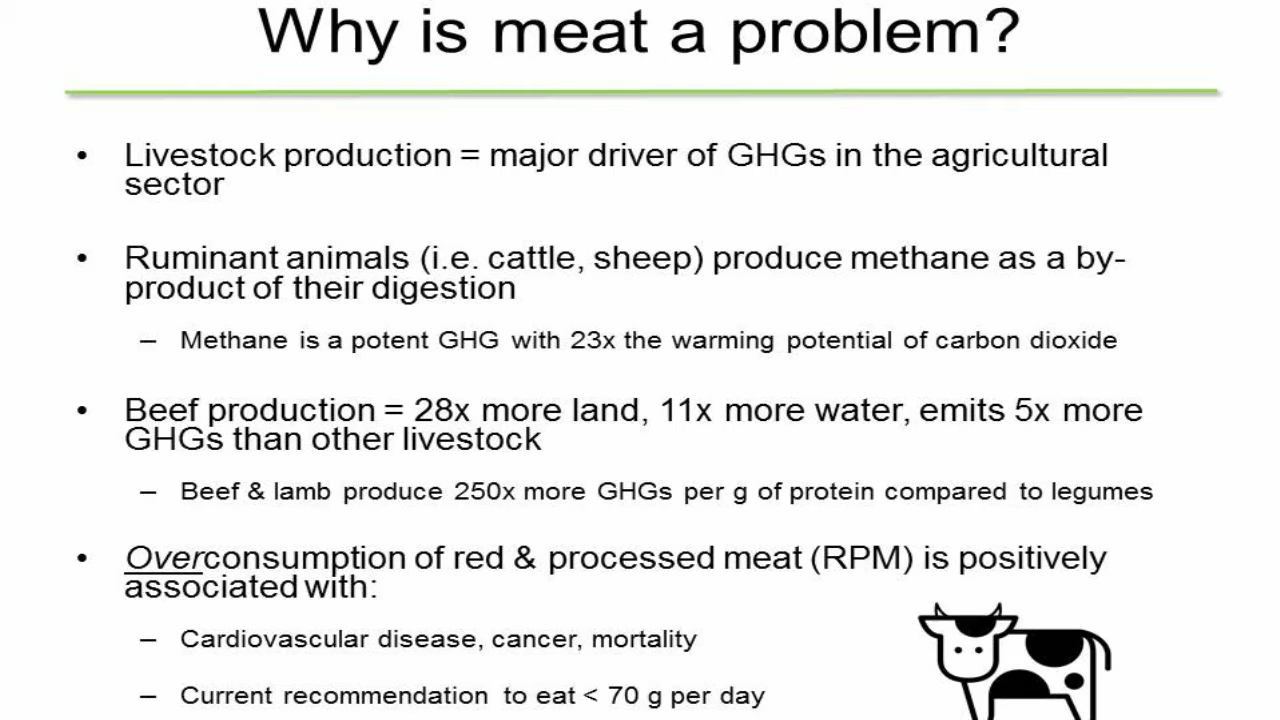 Why is meat a problem?
• Livestock production = major driver of GHGs in the agricultural
sector
• Ruminant animals (i.e. cattle, sheep) produce methane as a by-
product of their digestion
– Methane is a potent GHG with 23x the warming potential of carbon dioxide
• Beef production = 28x more land, 11x more water, emits 5x more
GHGs than other livestock
– Beef & lamb produce 250x more GHGs per g of protein compared to legumes
• Overconsumption of red & processed meat (RPM) is positively
associated with:
– Cardiovascular disease, cancer, mortality
– Current recommendation to eat < 70 g per day